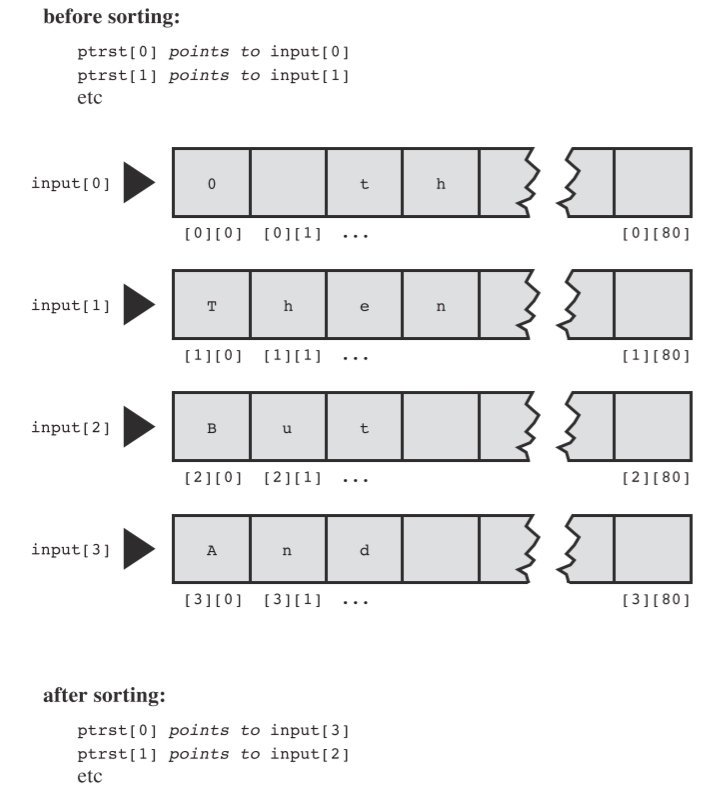 before sorting:
ptrst[0] points to input[0]
ptrst[1] points to input[1]
etc
input[0] 0 t h
[0][0] [0][1] ... [0][80]
input[1] T h e n
[1][0] [1][1] ... [1][80]
input[2] B u t
[2][0] [2][1] ... [2][80]
input[3] A n d
[3][0] [3][1] ... [3][80]
after sorting:
ptrst[0] points to input[3]
ptrst[1] points to input[2]
etc